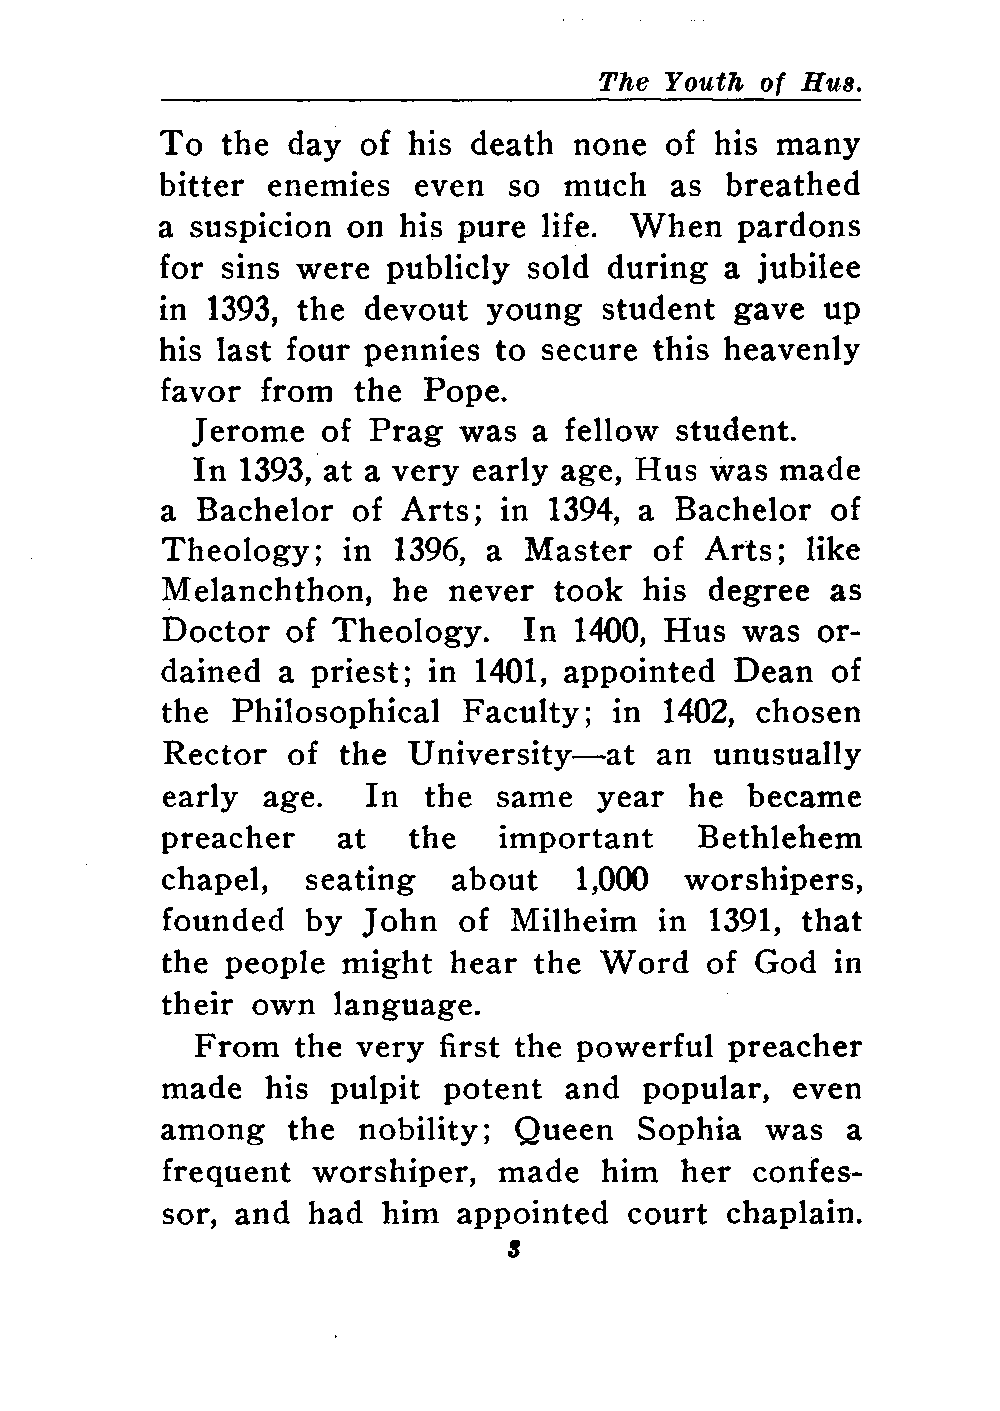 The Youth of Hus.
To the day of his death none of his many
bitter enemies even so much as breathed
a suspicion on his pure life. When pardons
for sins were publicly sold during a jubilee
in 1393, the devout young student gave up
his last four pennies to secure this heavenly
favor from the Pope.
Jerome of Prag was a fellow student.
In 1393, at a very early age, Hus was made
a Bachelor of Arts; in 1394, a Bachelor of
Theology; in 1396, a Master of Arts; like
Melanchthon, he never took his degree as
Doctor of Theology. In 1400, Hus was or-
dained a priest; in 1401, appointed Dean of
the Philosophical Faculty; in 1402, chosen
Rector of the University—at an unusually
early age. In the same year he became
preacher at the important Bethlehem
chapel, seating about 1,000 worshipers,
founded by John of Milheim in 1391, that
the people might hear the Word of God in
their own language.
From the very first the powerful preacher
made his pulpit potent and popular, even
among the nobility; Queen Sophia was a
frequent worshiper, made him her confes-
sor, and had him appointed court chaplain.
3